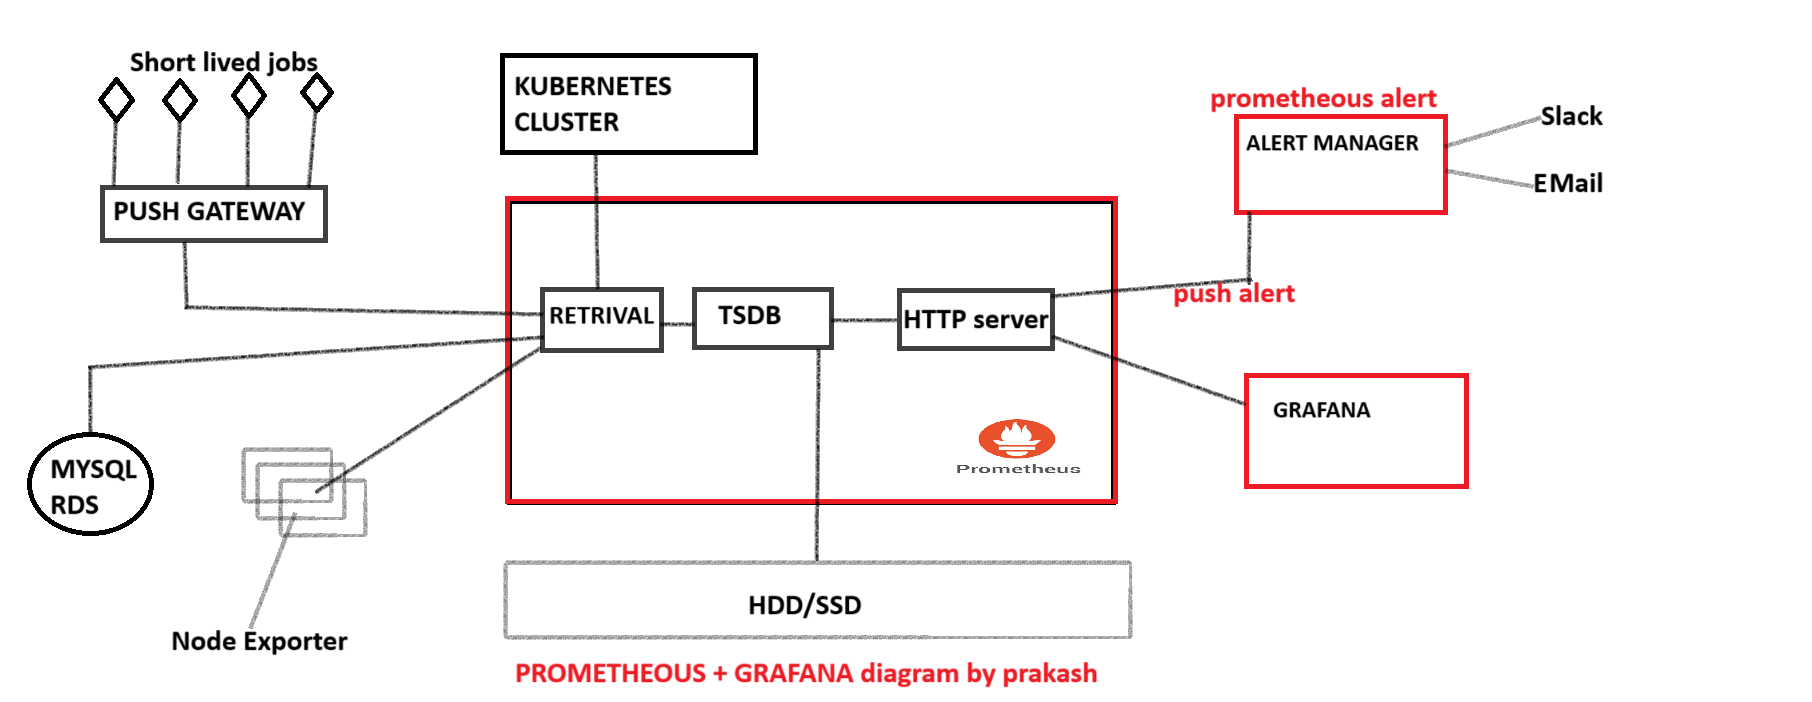 Short lived jobs
KUBERNETES
CLUSTER
prometheous alert
Slack
ALERT MANAGER
EMail
PUSH GATEWAY
push alert
RETRIVAL
TSDB
HTTP server
GRAFANA
Prometheus
MYSQL
RDS
HDD/SSD
Node Exporter
PROMETHEOUS + GRAFANA diagram by prakash